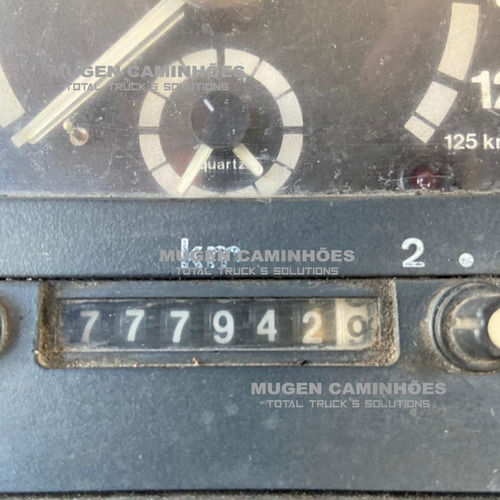 MUGEN CAMINHÕES
TOTAL TRUCK'S SOLUTIONS
quartz
125 km
km
2.
MUGEN CAMINHÕES
TOTAL TRUCK'S SOLUTIONS
7779429
MUGEN CAMINHÕES
TOTAL TRUCK'S SOLUTIONS